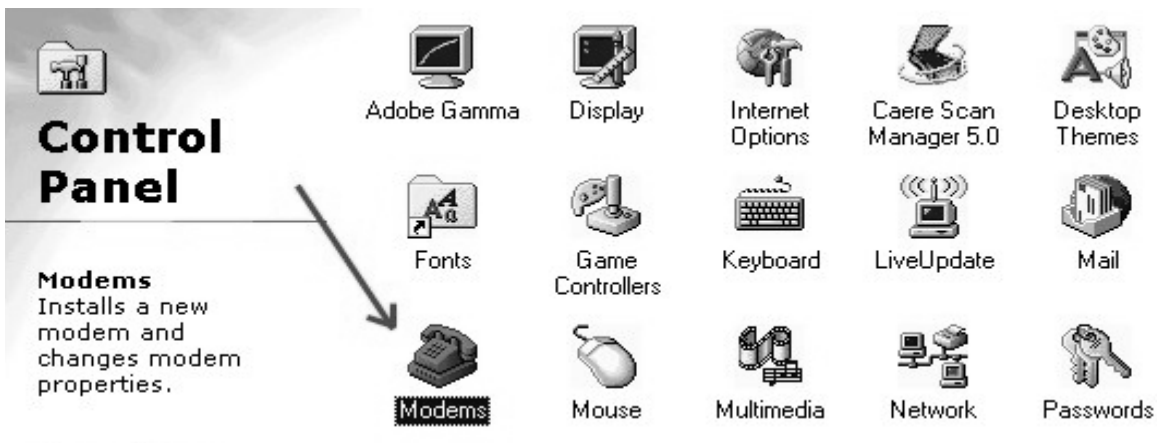 Control
Panel
Modems
Installs a new
modem and
changes modem
properties.
Adobe Gamma
Display
Internet
Options
Caere Scan
Manager 5.0
Desktop
Themes
Fonts
Game
Controllers
Keyboard
LiveUpdate
Mail
Modems
Mouse
Multimedia
Network
Passwords